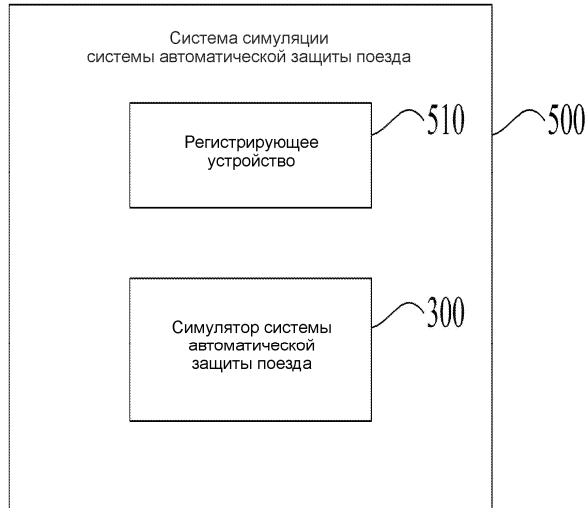 Система симуляции
системы автоматической защиты поезда
510
500
Регистрирующее
устройство
300
Симулятор системы
автоматической
защиты поезда